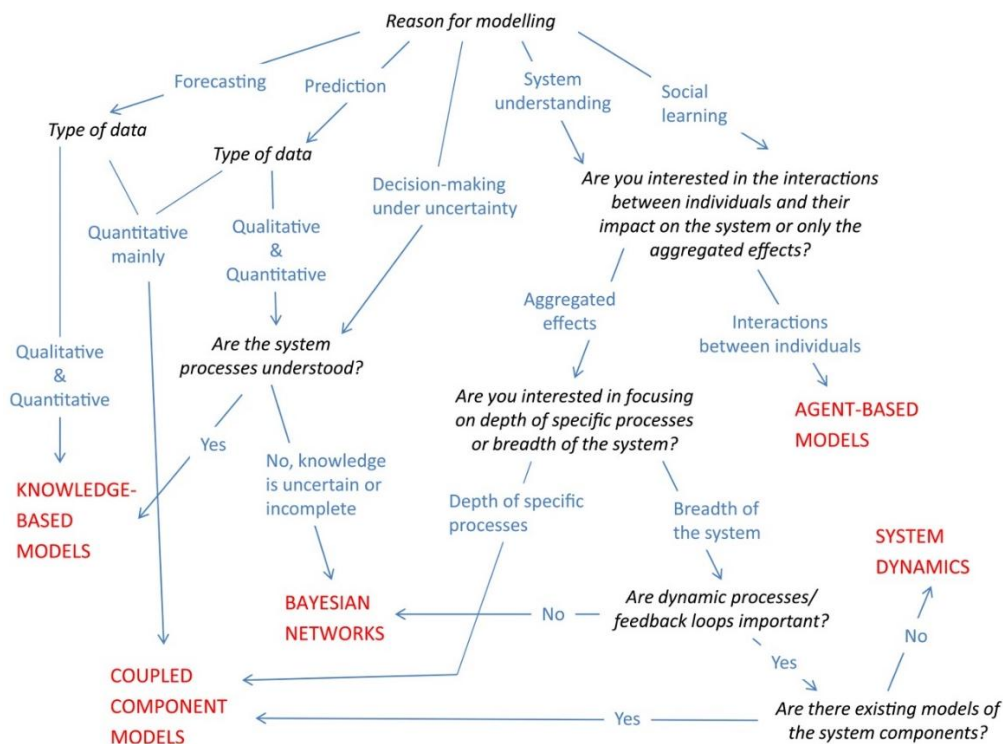 Reason for modelling
Forecasting
Prediction
System
understanding
Social
learning
Type of data
Type of data
Decision-making
under uncertainty
Are you interested in the interactions
between individuals and their
impact on the system or only the
aggregated effects?
Quantitative
mainly
Qualitative
&
Quantitative
Aggregated
effects
Interactions
between individuals
Qualitative
&
Quantitative
Are the system
processes understood?
Are you interested in focusing
on depth of specific processes
or breadth of the system?
AGENT-BASED
MODELS
Yes
No, knowledge
is uncertain or
incomplete
KNOWLEDGE-
BASED
MODELS
Depth of specific
processes
Breadth of
the system
SYSTEM
DYNAMICS
BAYESIAN
NETWORKS
No
Are dynamic processes/
feedback loops important?
No
Yes
COUPLED
COMPONENT
MODELS
Yes
Are there existing models of
the system components?